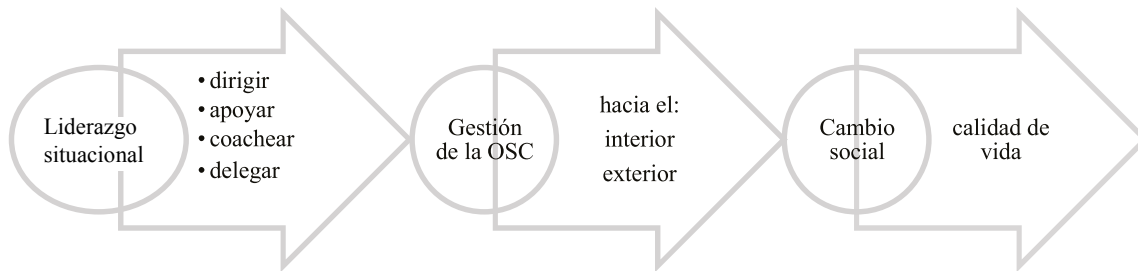 Liderazgo
situacional
• dirigir
• apoyar
• coachear
• delegar
Gestión
de la OSC
hacia el:
interior
exterior
Cambio
social
calidad de
vida